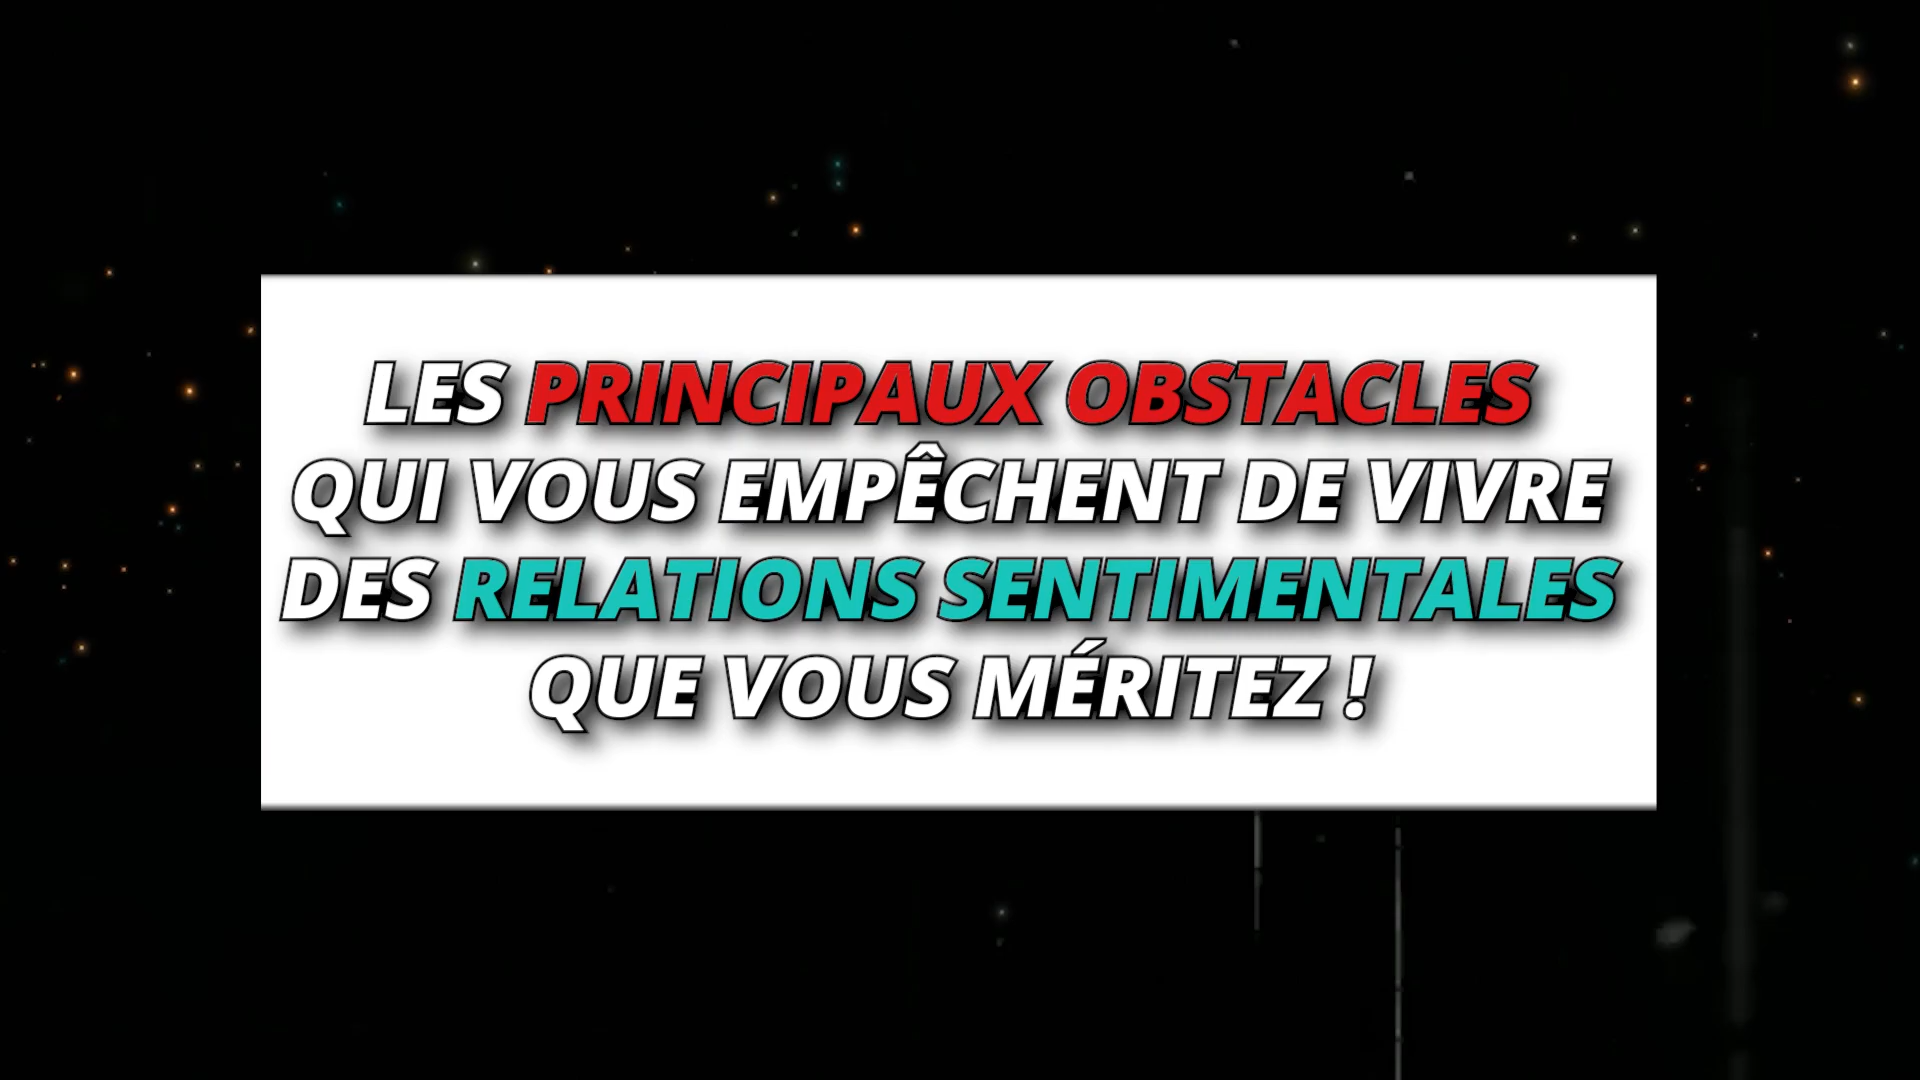 LES PRINCIPAUX OBSTACLES
QUI VOUS EMPÊCHENT DE VIVRE
DES RELATIONS SENTIMENTALES
QUE VOUS MÉRITEZ !